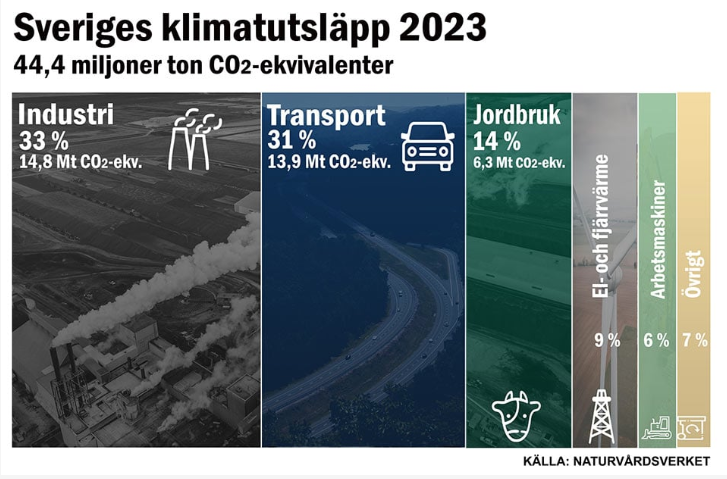 Sveriges klimatutsläpp 2023
44,4 miljoner ton CO2-ekvivalenter
Industri
33 %
14,8 Mt CO2-ekv.
Transport
31 %
13,9 Mt CO2-ekv.
Jordbruk
14 %
6,3 Mt CO2-ekv.
El- och fjärrvärme
9 %
Arbetsmaskiner
6 %
Övrigt
7 %
KÄLLA: NATURVÅRDSVERKET